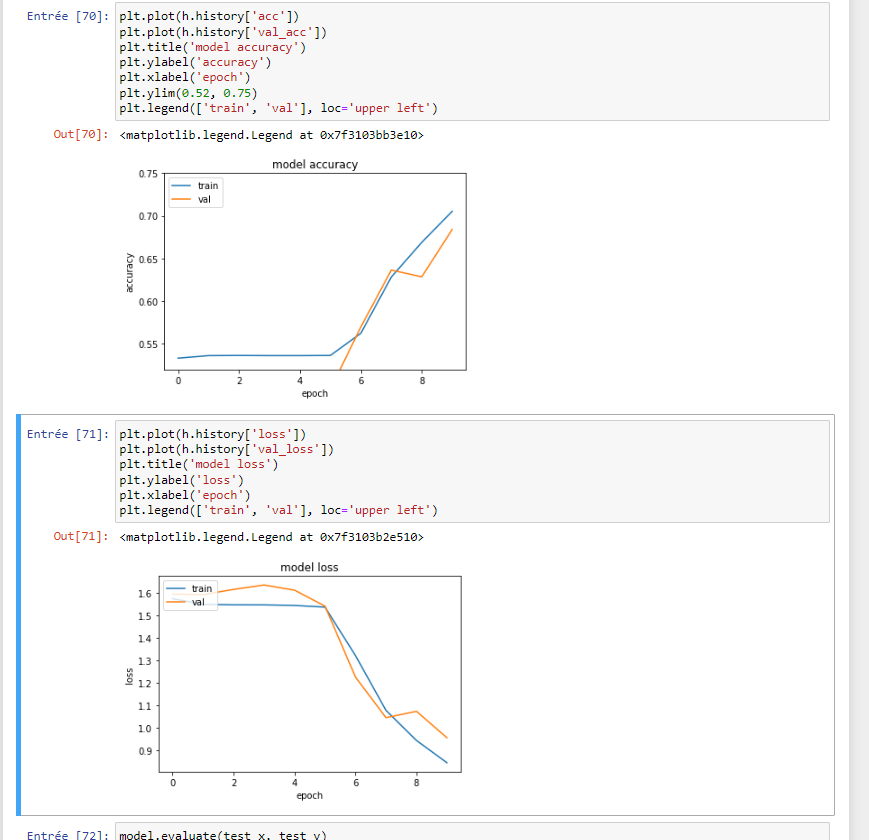 Entrée [70]: plt.plot(h.history['acc'])
plt.plot(h.history['val_acc'])
plt.title('model accuracy')
plt.ylabel('accuracy')
plt.xlabel('epoch')
plt.ylim(0.52, 0.75)
plt.legend(['train', 'val'], loc='upper left')
Out[70]: <matplotlib.legend.Legend at 0x7f3103bb3e10>
model accuracy
0.75
train
val
0.70
0.65
accuracy
0.60
0.55
0 2 4 6 8
epoch
Entrée [71]: plt.plot(h.history['loss'])
plt.plot(h.history['val_loss'])
plt.title('model loss')
plt.ylabel('loss')
plt.xlabel('epoch')
plt.legend(['train', 'val'], loc='upper left')
Out[71]: <matplotlib.legend.Legend at 0x7f3103b2e510>
model loss
train
val
1.6
1.5
1.4
1.3
1.2
loss
1.1
1.0
0.9
0 2 4 6 8
epoch
Entrée [72]: model.evaluate(test_x, test_y)